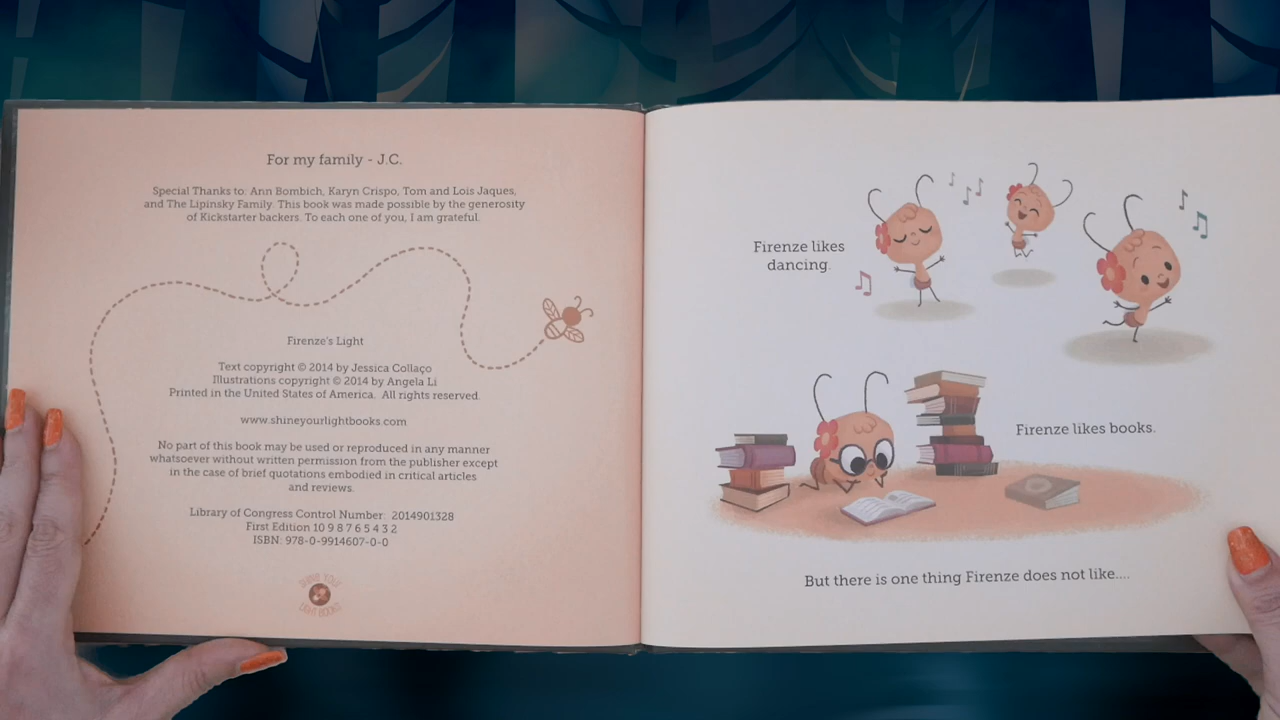 For my family - J.C.
Special Thanks to: Ann Bombich, Karyn Crispo, Tom and Lois Jaques,
and The Lipinsky Family. This book was made possible by the generosity
of Kickstarter backers. To each one of you, I am grateful.
Firenze's Light
Text copyright © 2014 by Jessica Collaço
Illustrations copyright © 2014 by Angela Li
Printed in the United States of America. All rights reserved.
www.shineyourlightbooks.com
No part of this book may be used or reproduced in any manner
whatsoever without written permission from the publisher except
in the case of brief quotations embodied in critical articles
and reviews.
Library of Congress Control Number: 2014901328
First Edition 10 9 8 7 6 5 4 3 2
ISBN: 978-0-9914607-0-0
SHINE YOUR
LIGHT BOOKS
Firenze likes
dancing.
Firenze likes books.
But there is one thing Firenze does not like....